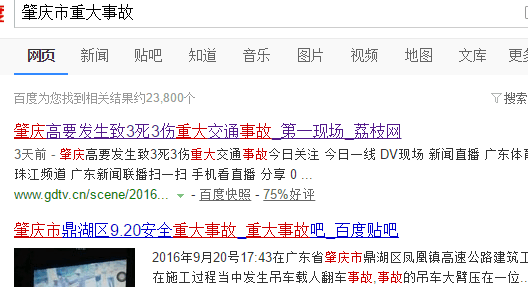 肇庆市重大事故
网页 新闻 贴吧 知道 音乐 图片 视频 地图 文库 更多
百度为您找到相关结果约23,800个 搜索
肇庆高要发生致3死3伤重大交通事故_第一现场_荔枝网
3天前 - 肇庆高要发生致3死3伤重大交通事故今日关注 今日一线 DV现场 新闻直播 广东体育
珠江频道 广东新闻联播扫一扫 手机看直播 分享 0 ...
www.gdtv.cn/scene/2016... - 百度快照 - 75%好评
肇庆市鼎湖区9.20安全重大事故_重大事故吧_百度贴吧
2016年9月20号17:43在广东省肇庆市鼎湖区凤凰镇高速公路建筑工
在施工过程当中发生吊车载人翻车事故,事故的吊车大臂压在一位...